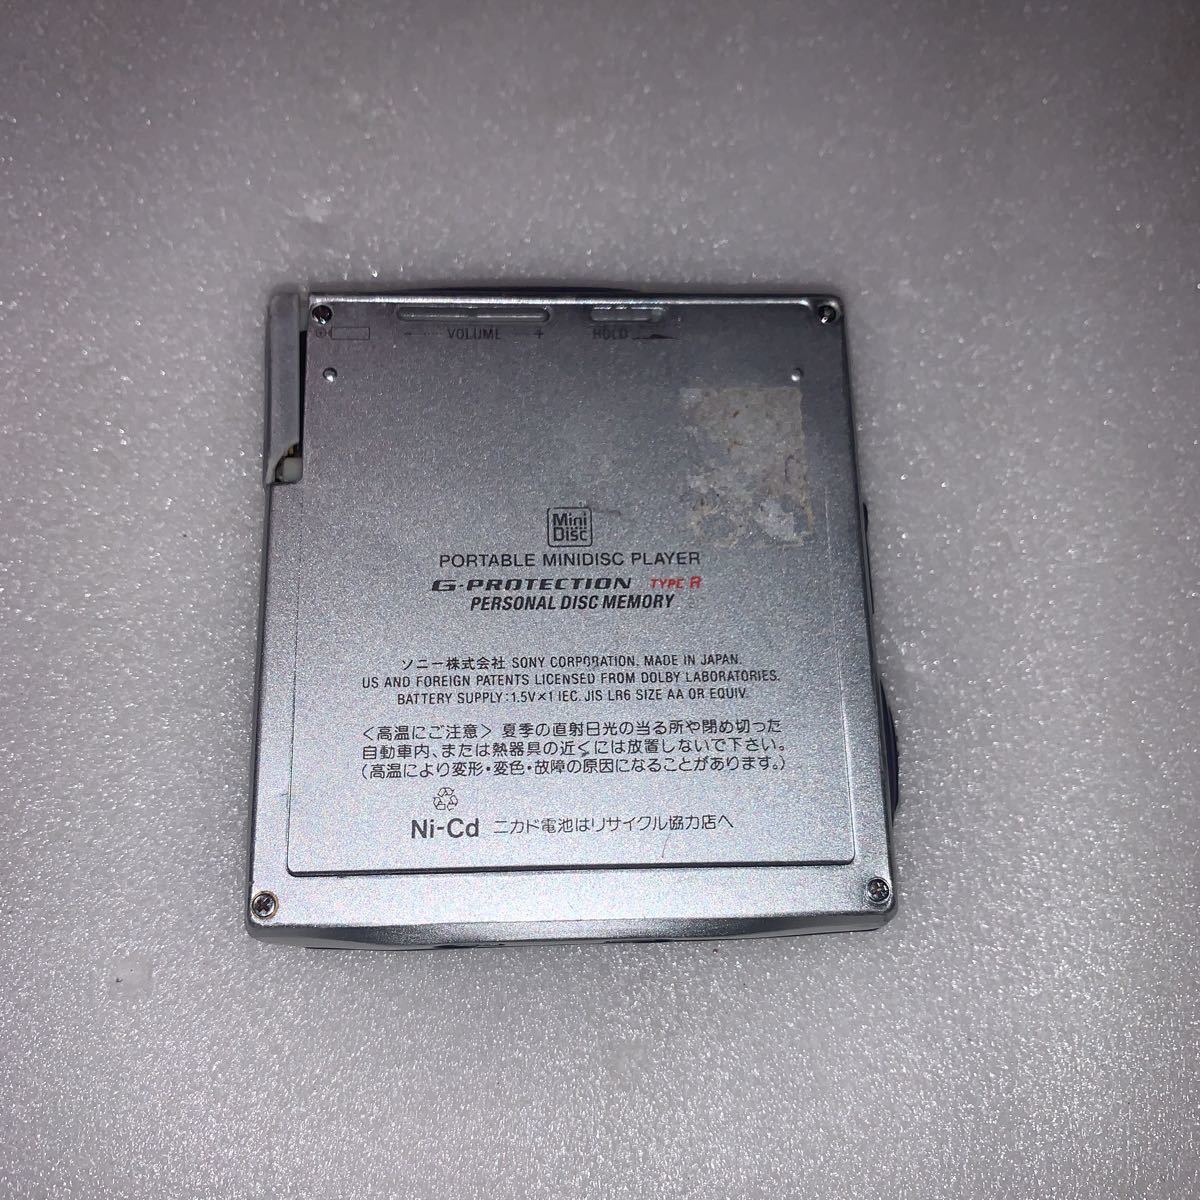 VOLUME + HOLD
Mini
Disc
PORTABLE MINIDISC PLAYER
G-PROTECTION TYPE R
PERSONAL DISC MEMORY
ソニー株式会社 SONY CORPORATION. MADE IN JAPAN.
US AND FOREIGN PATENTS LICENSED FROM DOLBY LABORATORIES.
BATTERY SUPPLY:1.5V×1 IEC. JIS LR6 SIZE AA OR EQUIV.
<高温にご注意> 夏季の直射日光の当る所や閉め切った
自動車内、または熱器具の近くには放置しないで下さい。
(高温により変形・変色・故障の原因になることがあります。)
Ni-Cd ニカド電池はリサイクル協力店へ